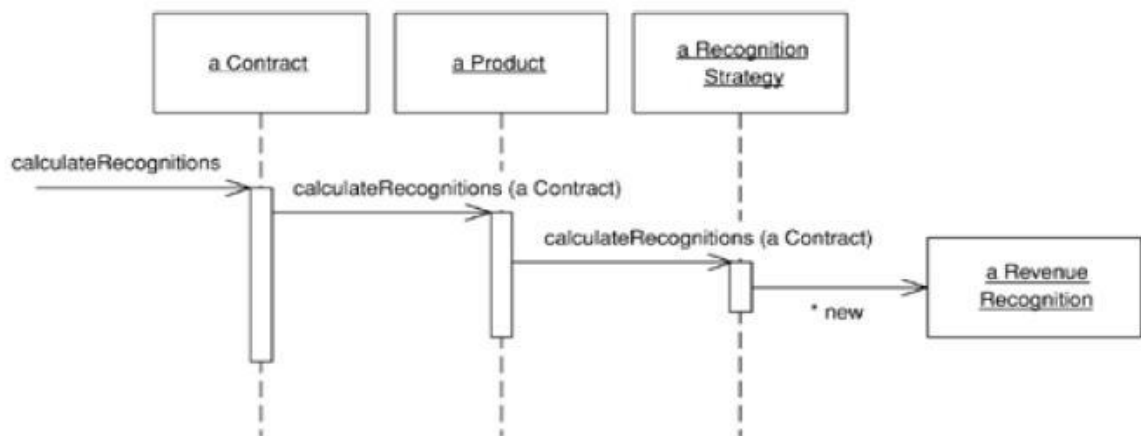 a Contract
a Product
a Recognition
Strategy
calculateRecognitions
calculateRecognitions (a Contract)
calculateRecognitions (a Contract)
a Revenue
Recognition
* new